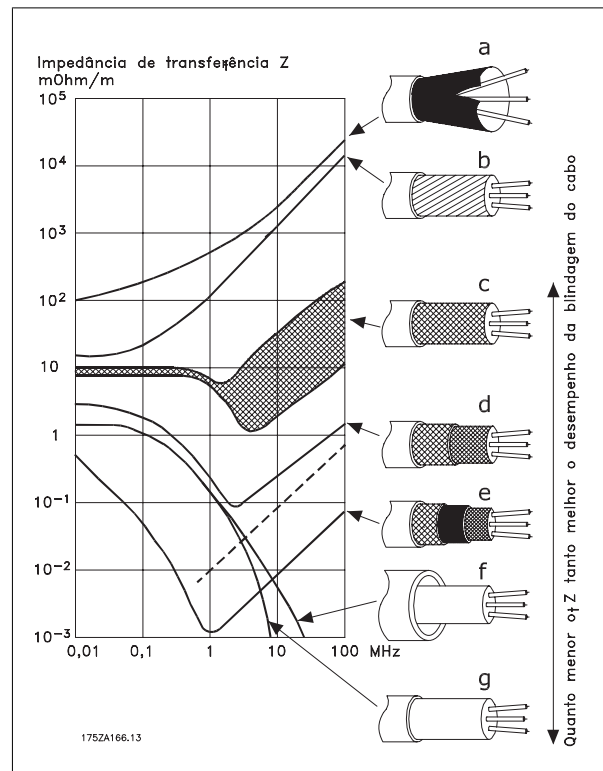 Impedância de transferência Z
mOhm/m
a
10⁵
b
10⁴
10³
c
10²
10
d
1
e
10⁻¹
10⁻²
f
10⁻³
0,01 0,1 1 10 100 MHz
g
175ZA166.13
Quanto menor o Z tanto melhor o desempenho da blindagem do cabo